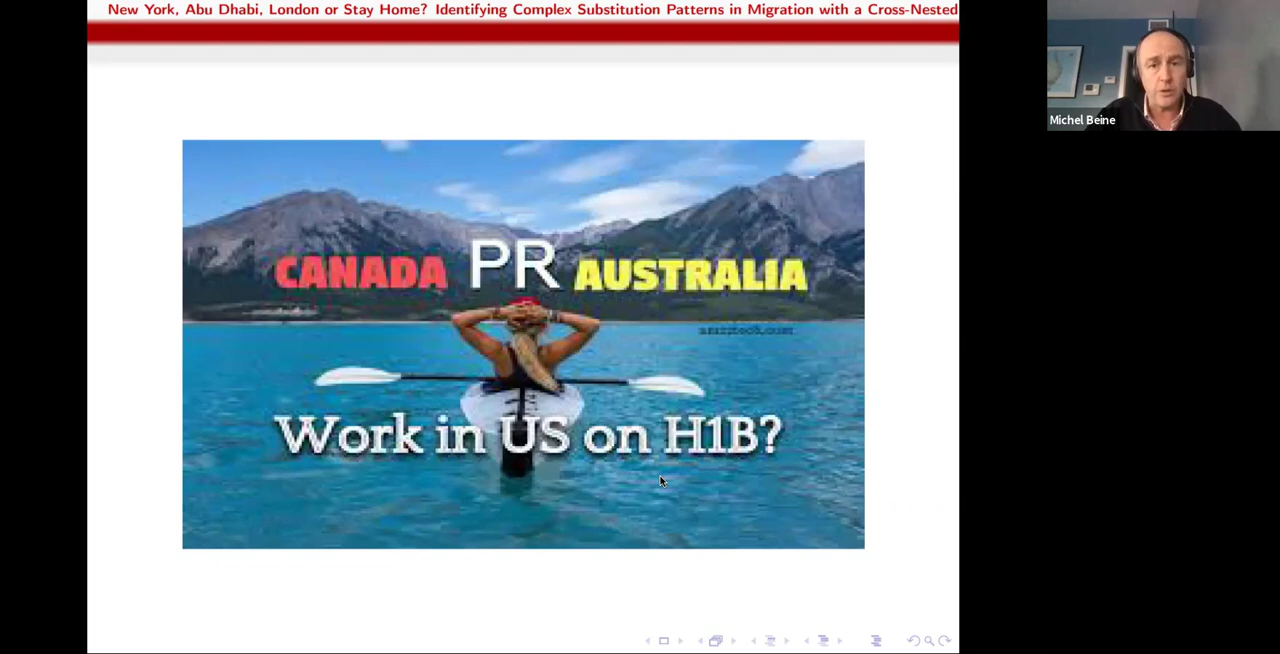 New York, Abu Dhabi, London or Stay Home? Identifying Complex Substitution Patterns in Migration with a Cross-Nested
Michel Beine
CANADA PR AUSTRALIA
Work in US on H1B?